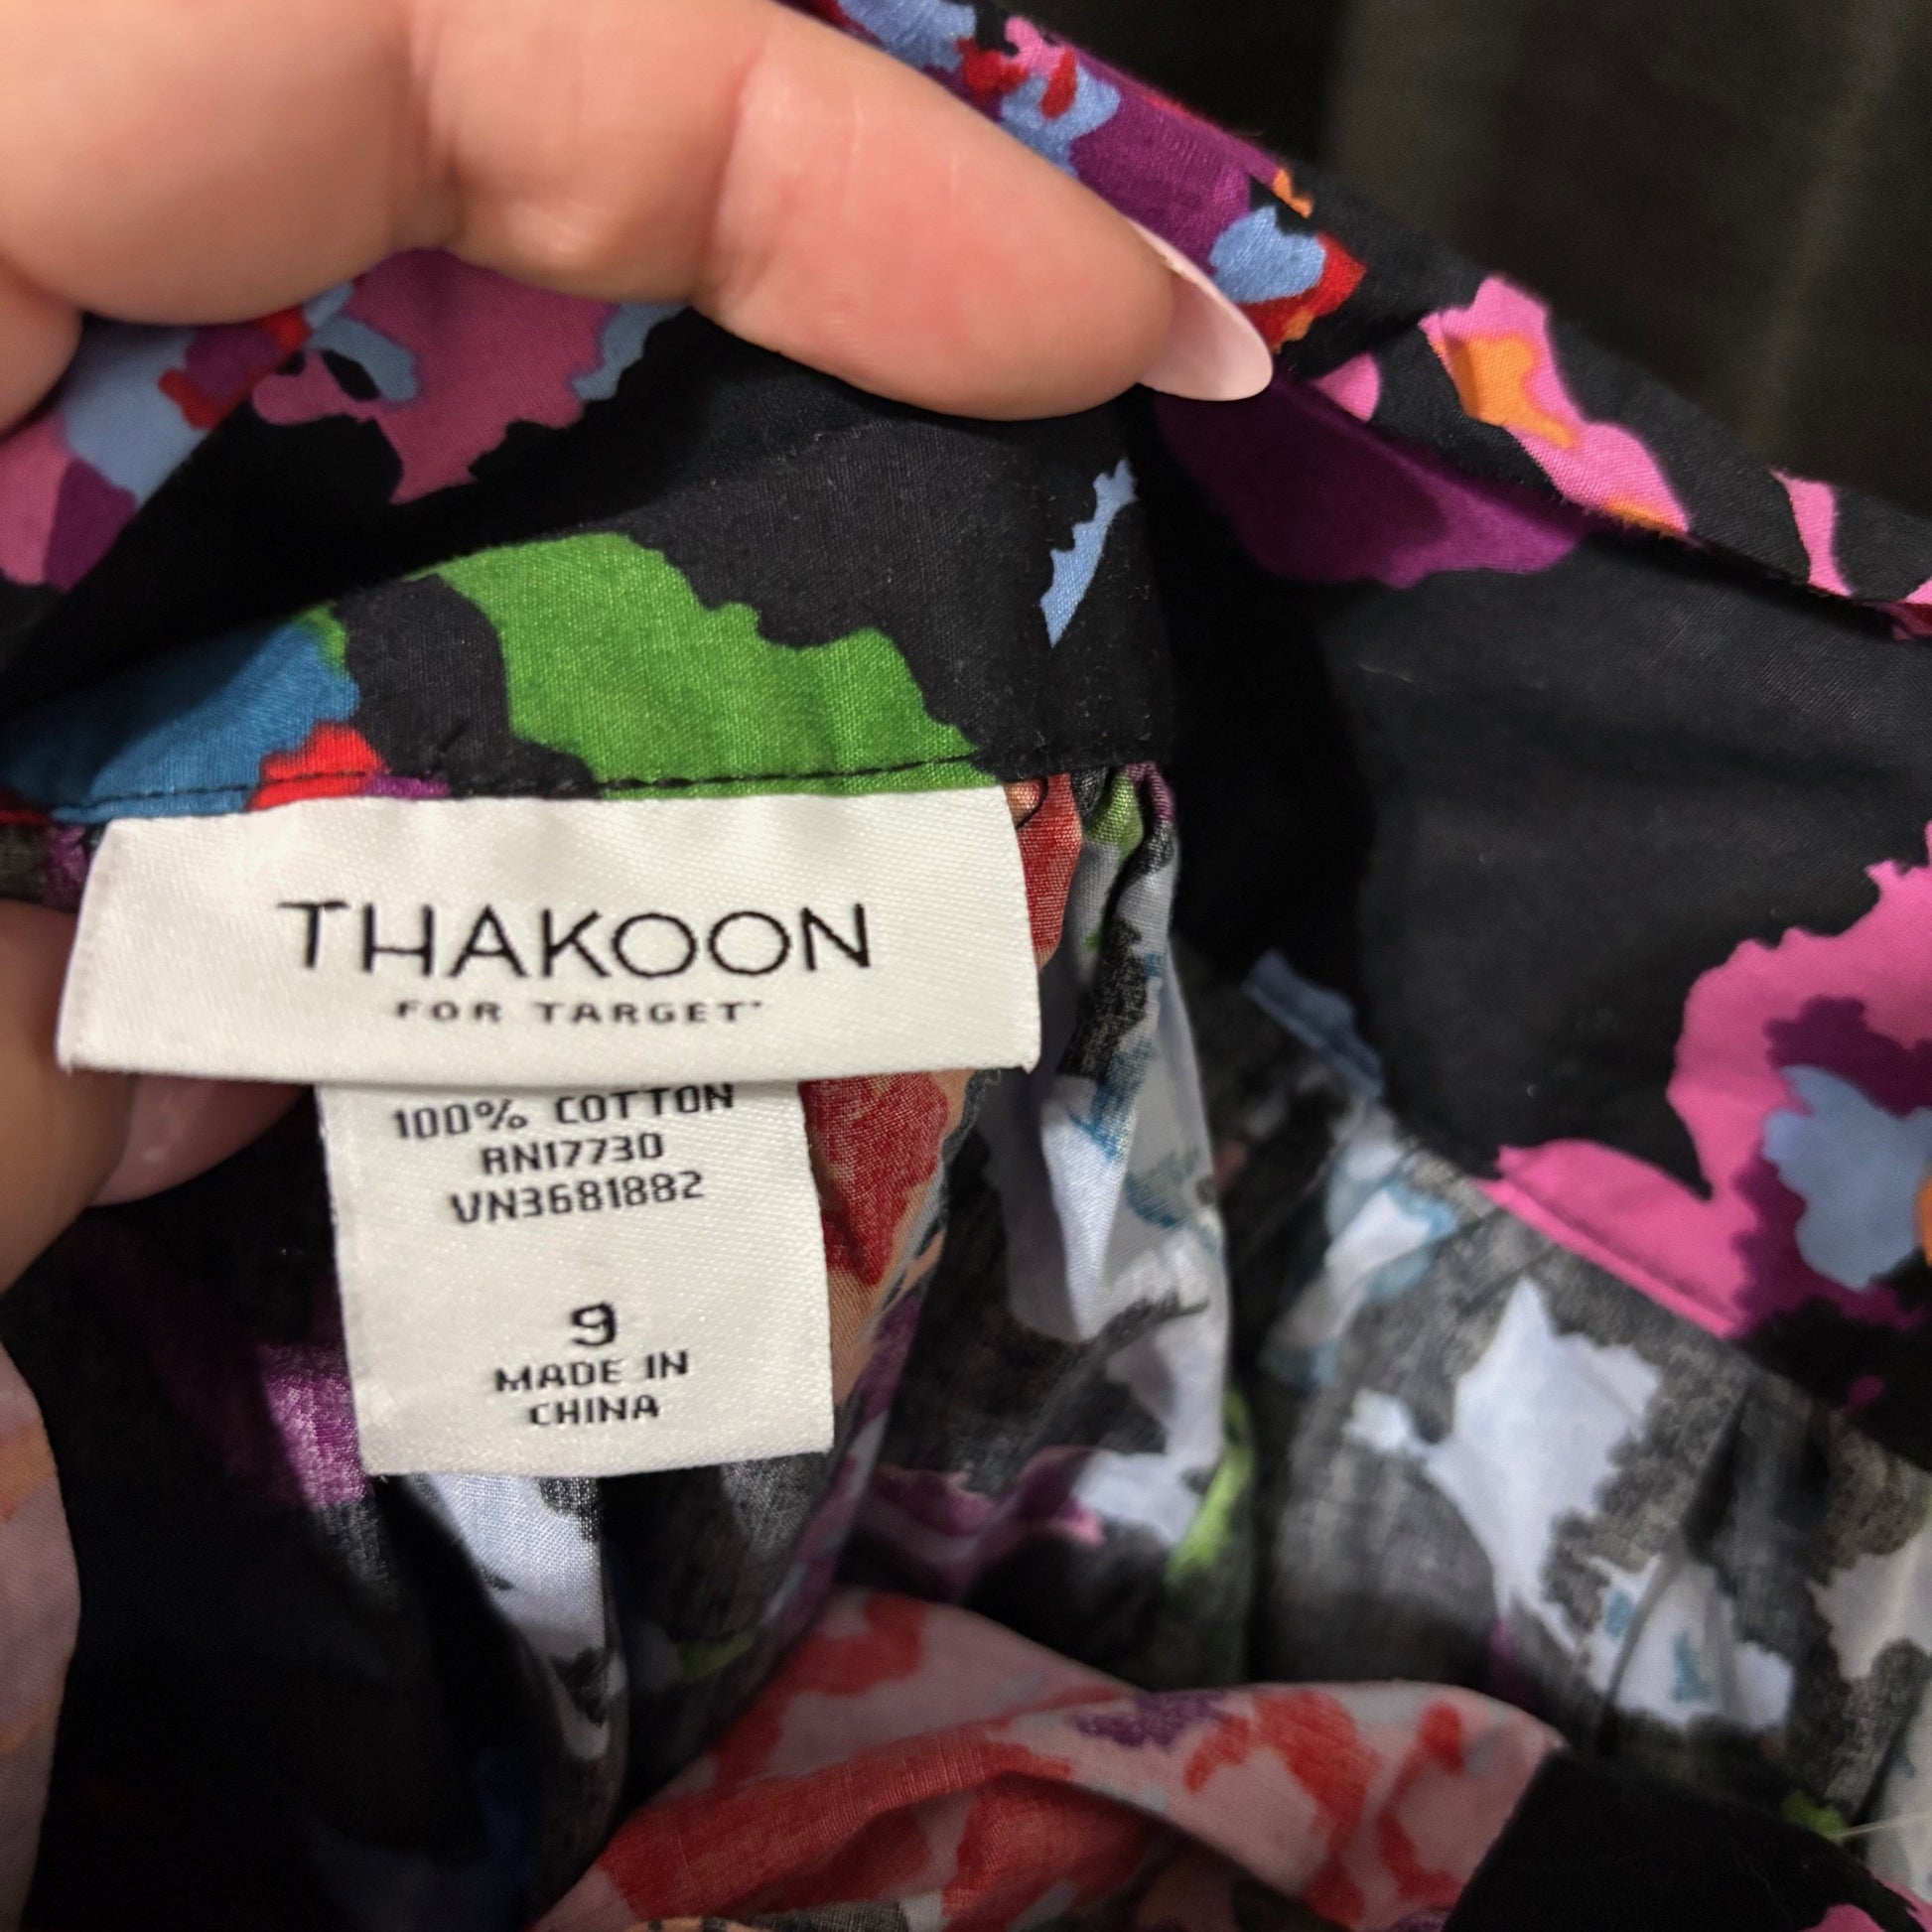 THAKOON
FOR TARGET
100% COTTON
RN17730
VN3681882
9
MADE IN
CHINA